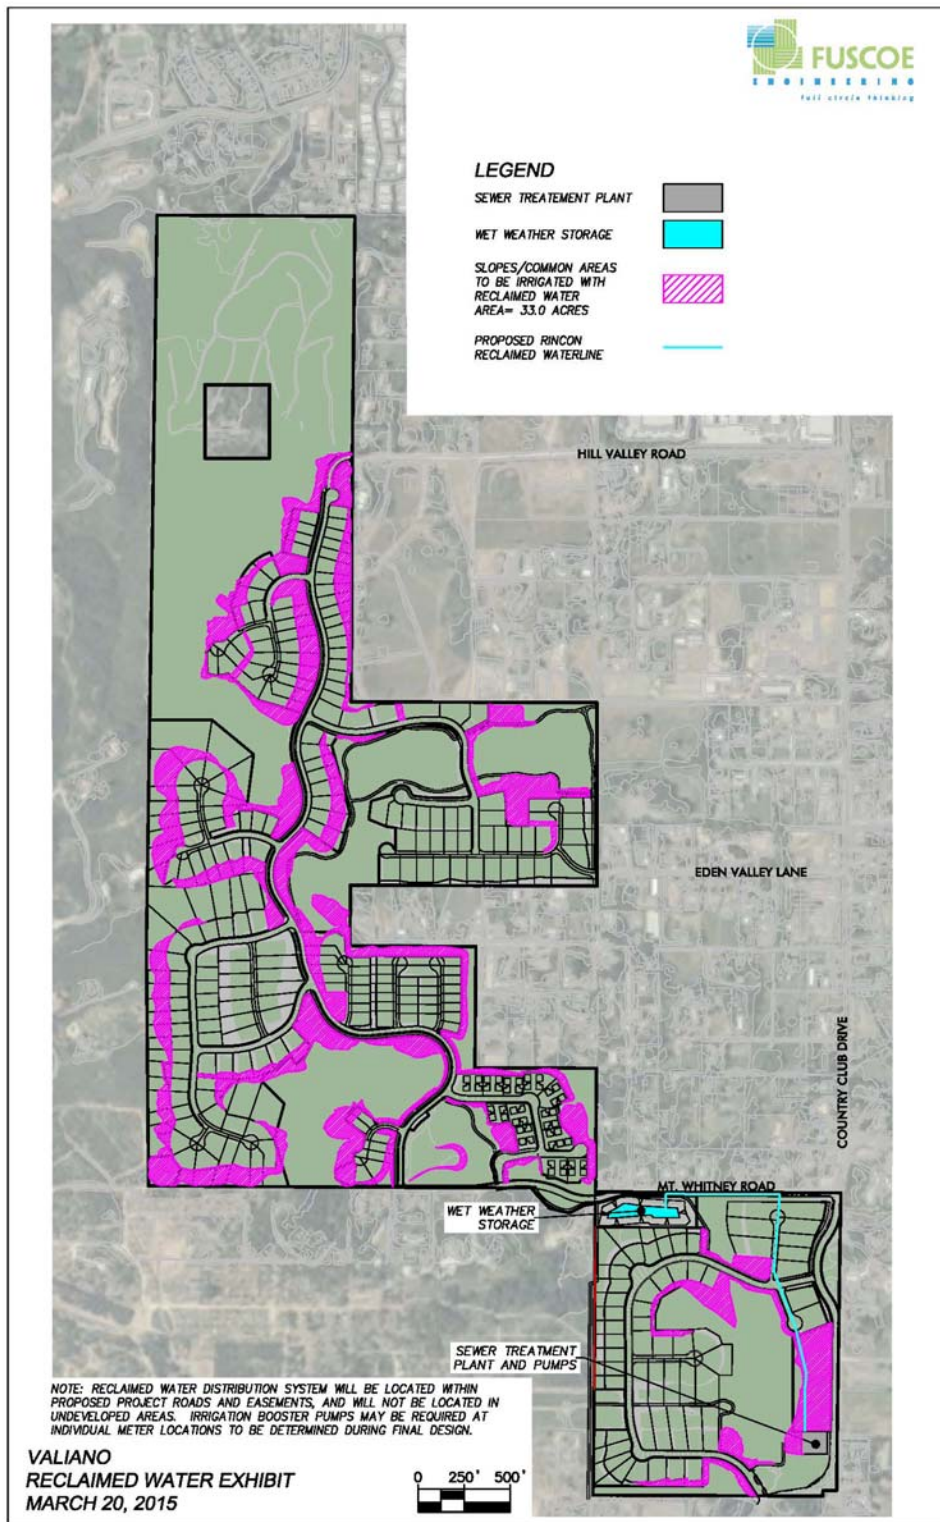 FUSCOE
ENGINEERING
full circle thinking
LEGEND
SEWER TREATEMENT PLANT
WET WEATHER STORAGE
SLOPES/COMMON AREAS
TO BE IRRIGATED WITH
RECLAIMED WATER
AREA= 33.0 ACRES
PROPOSED RINCON
RECLAIMED WATERLINE
HILL VALLEY ROAD
EDEN VALLEY LANE
COUNTRY CLUB DRIVE
MT. WHITNEY ROAD
WET WEATHER
STORAGE
SEWER TREATMENT
PLANT AND PUMPS
NOTE: RECLAIMED WATER DISTRIBUTION SYSTEM WILL BE LOCATED WITHIN
PROPOSED PROJECT ROADS AND EASEMENTS, AND WILL NOT BE LOCATED IN
UNDEVELOPED AREAS. IRRIGATION BOOSTER PUMPS MAY BE REQUIRED AT
INDIVIDUAL METER LOCATIONS TO BE DETERMINED DURING FINAL DESIGN.
VALIANO
RECLAIMED WATER EXHIBIT
MARCH 20, 2015
0 250' 500'